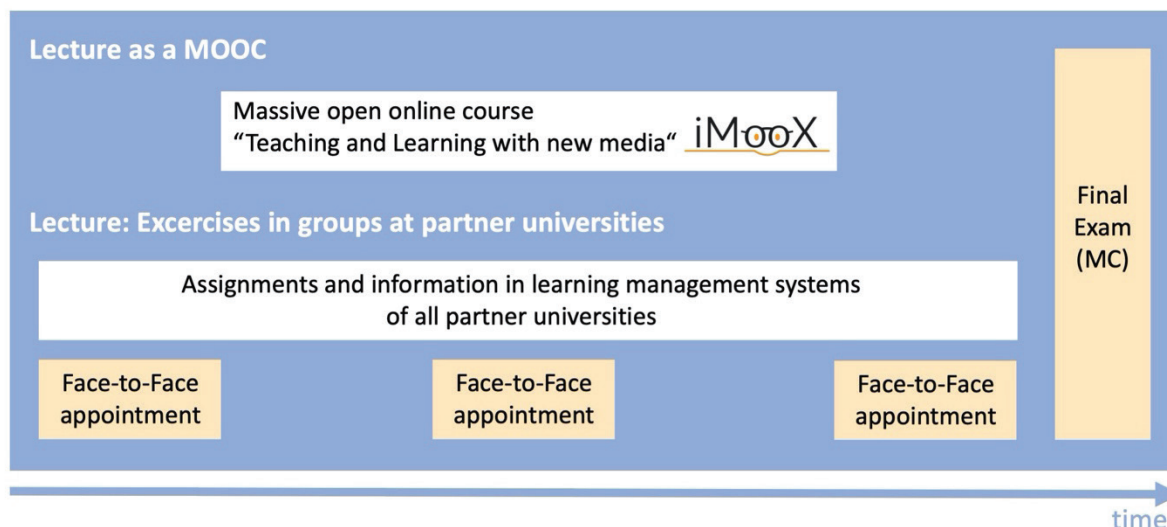 Lecture as a MOOC
Massive open online course
“Teaching and Learning with new media“ iMooX
Lecture: Excercises in groups at partner universities
Assignments and information in learning management systems
of all partner universities
Face-to-Face
appointment
Face-to-Face
appointment
Face-to-Face
appointment
Final
Exam
(MC)
time